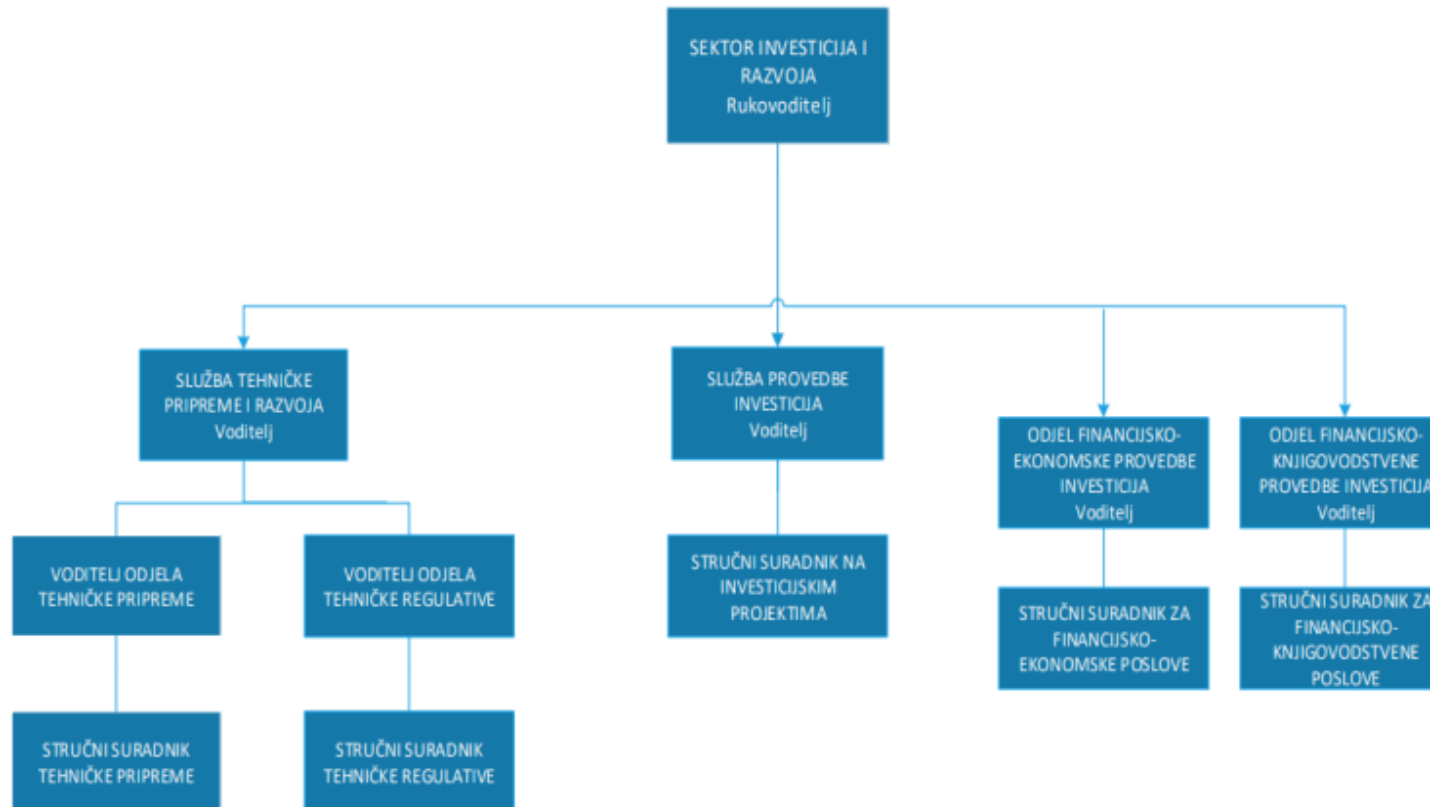 SEKTOR INVESTICIJA I
RAZVOJA
Rukovoditelj
SLUŽBA TEHNIČKE
PRIPREME I RAZVOJA
Voditelj
SLUŽBA PROVEDBE
INVESTICIJA
Voditelj
ODJEL FINANCIJSKO-
EKONOMSKE PROVEDBE
INVESTICIJA
Voditelj
ODJEL FINANCIJSKO-
KNJIGOVODSTVENE
PROVEDBE INVESTICIJA
Voditelj
VODITELJ ODJELA
TEHNIČKE PRIPREME
VODITELJ ODJELA
TEHNIČKE REGULATIVE
STRUČNI SURADNIK NA
INVESTICIJSKIM
PROJEKTIMA
STRUČNI SURADNIK ZA
FINANCIJSKO-
EKONOMSKE POSLOVE
STRUČNI SURADNIK ZA
FINANCIJSKO-
KNJIGOVODSTVENE
POSLOVE
STRUČNI SURADNIK
TEHNIČKE PRIPREME
STRUČNI SURADNIK
TEHNIČKE REGULATIVE